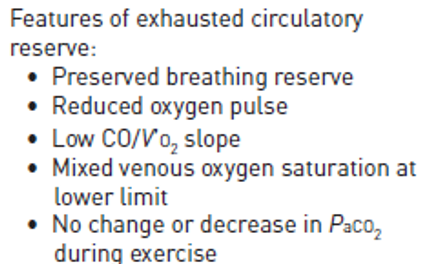 Features of exhausted circulatory
reserve:
• Preserved breathing reserve
• Reduced oxygen pulse
• Low CO/V′O₂ slope
• Mixed venous oxygen saturation at
lower limit
• No change or decrease in PaCO₂
during exercise